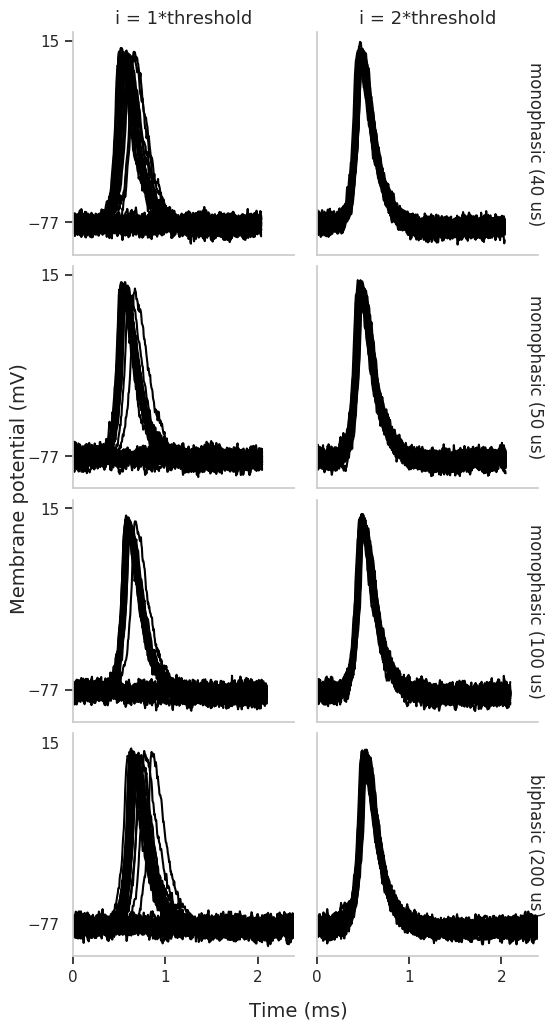 i = 1*threshold
i = 2*threshold
15
−77
monophasic (40 us)
15
−77
monophasic (50 us)
Membrane potential (mV)
15
−77
monophasic (100 us)
15
−77
biphasic (200 us)
0
1
2
0
1
2
Time (ms)